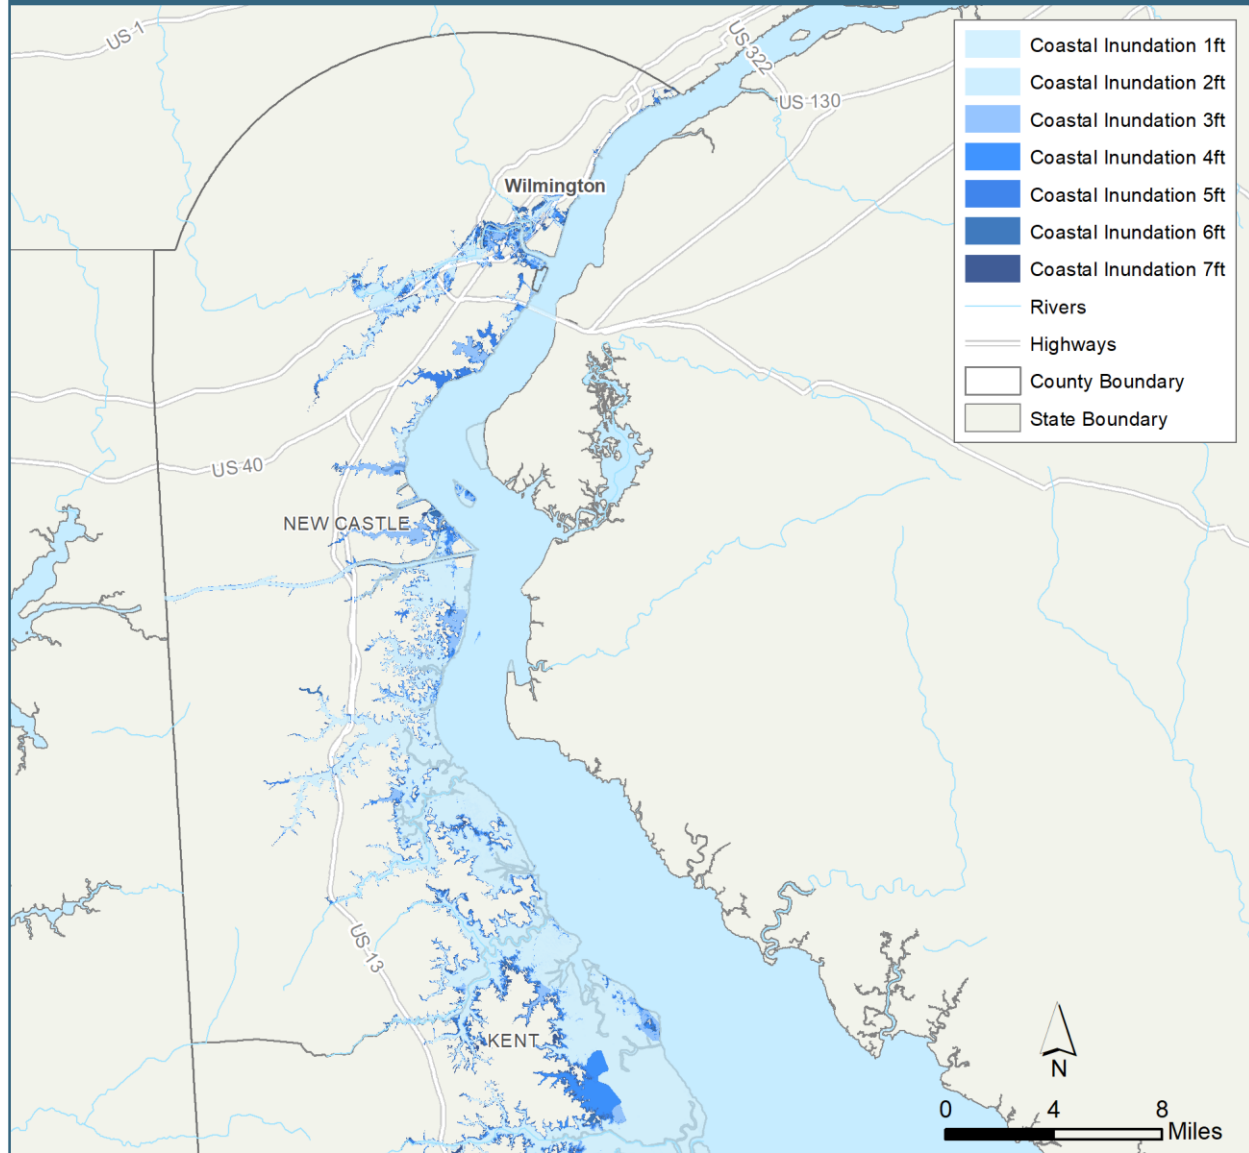 US 1
US 322
US 130
Wilmington
US 40
NEW CASTLE
US-13
KENT
Coastal Inundation 1ft
Coastal Inundation 2ft
Coastal Inundation 3ft
Coastal Inundation 4ft
Coastal Inundation 5ft
Coastal Inundation 6ft
Coastal Inundation 7ft
Rivers
Highways
County Boundary
State Boundary
N
0 4 8
Miles